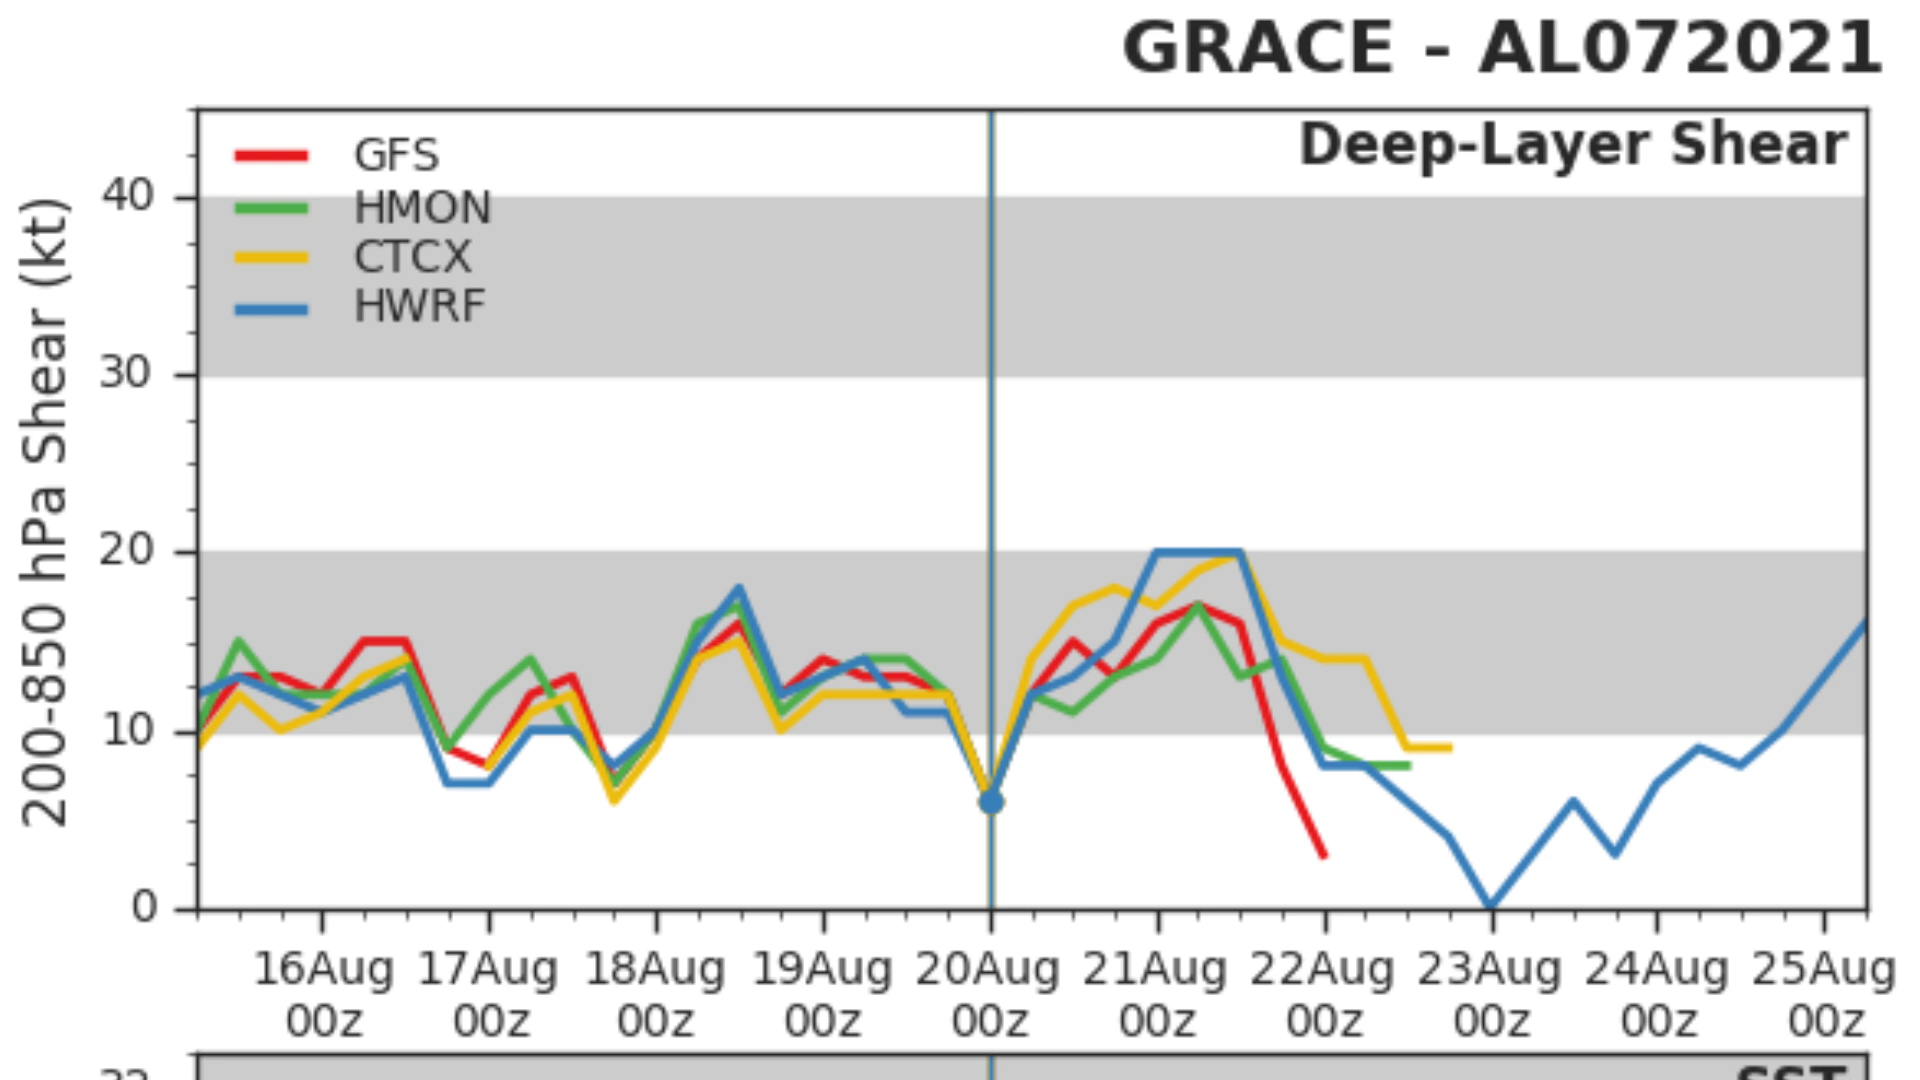 GRACE - AL072021
Deep-Layer Shear
GFS
HMON
CTCX
HWRF
200-850 hPa Shear (kt)
40
30
20
10
0
16Aug 17Aug 18Aug 19Aug 20Aug 21Aug 22Aug 23Aug 24Aug 25Aug
00z 00z 00z 00z 00z 00z 00z 00z 00z 00z
SST